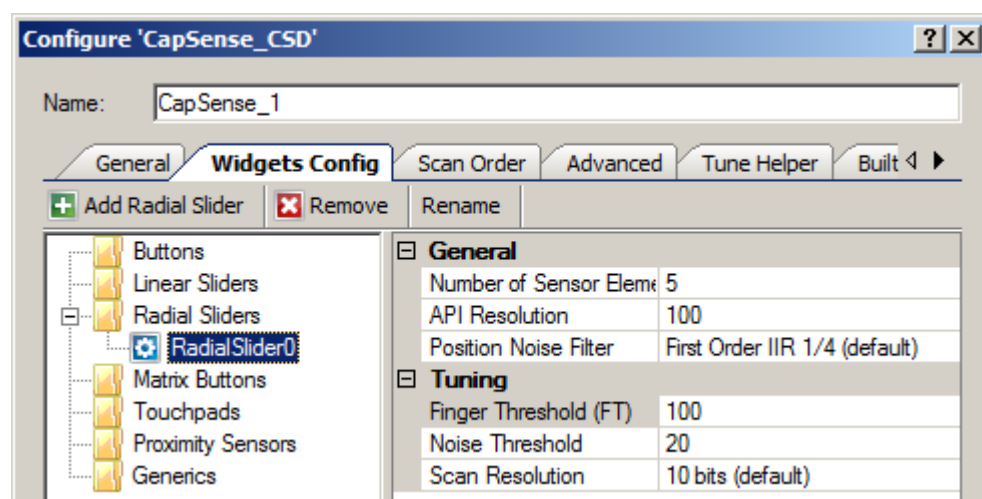 Configure 'CapSense_CSD'
Name: CapSense_1
General Widgets Config Scan Order Advanced Tune Helper Built
Add Radial Slider Remove Rename
Buttons
Linear Sliders
Radial Sliders
RadialSlider0
Matrix Buttons
Touchpads
Proximity Sensors
Generics
General
Number of Sensor Eleme 5
API Resolution 100
Position Noise Filter First Order IIR 1/4 (default)
Tuning
Finger Threshold (FT) 100
Noise Threshold 20
Scan Resolution 10 bits (default)